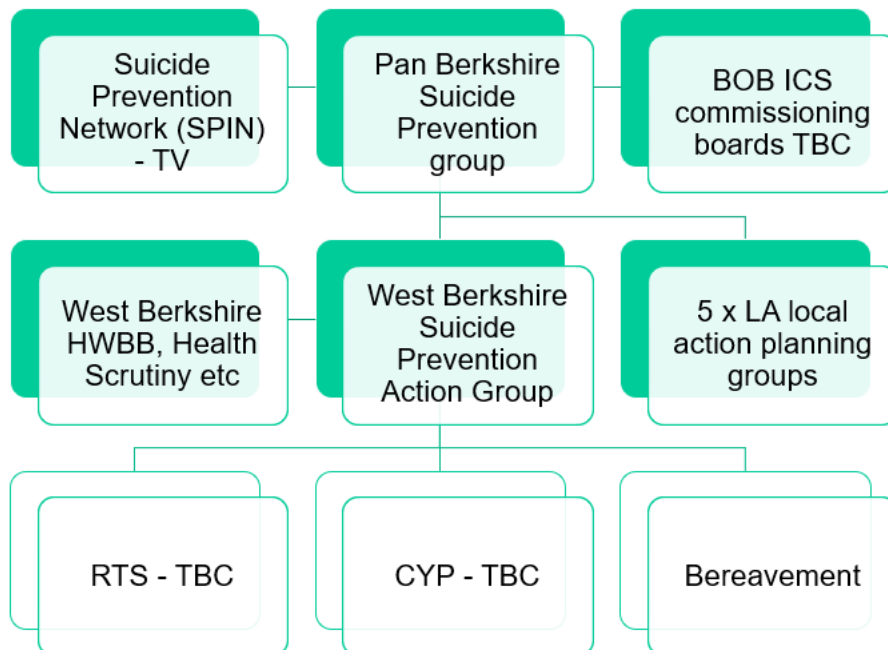 Suicide
Prevention
Network (SPIN)
- TV
Pan Berkshire
Suicide
Prevention
group
BOB ICS
commissioning
boards TBC
West Berkshire
HWBB, Health
Scrutiny etc
West Berkshire
Suicide
Prevention
Action Group
5 x LA local
action planning
groups
RTS - TBC
CYP - TBC
Bereavement